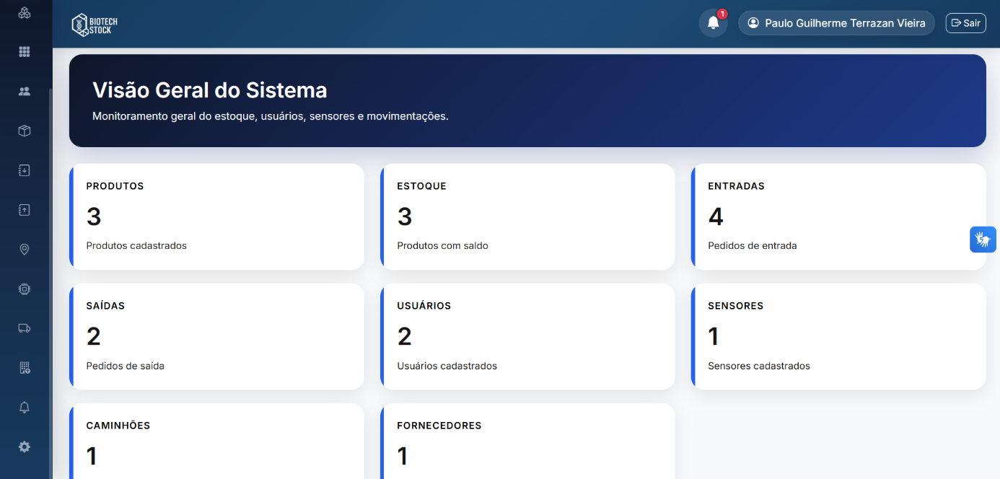 BIOTECH
STOCK
1
Paulo Guilherme Terrazan Vieira
Sair
Visão Geral do Sistema
Monitoramento geral do estoque, usuários, sensores e movimentações.
PRODUTOS
3
Produtos cadastrados
ESTOQUE
3
Produtos com saldo
ENTRADAS
4
Pedidos de entrada
SAÍDAS
2
Pedidos de saída
USUÁRIOS
2
Usuários cadastrados
SENSORES
1
Sensores cadastrados
CAMINHÕES
1
FORNECEDORES
1